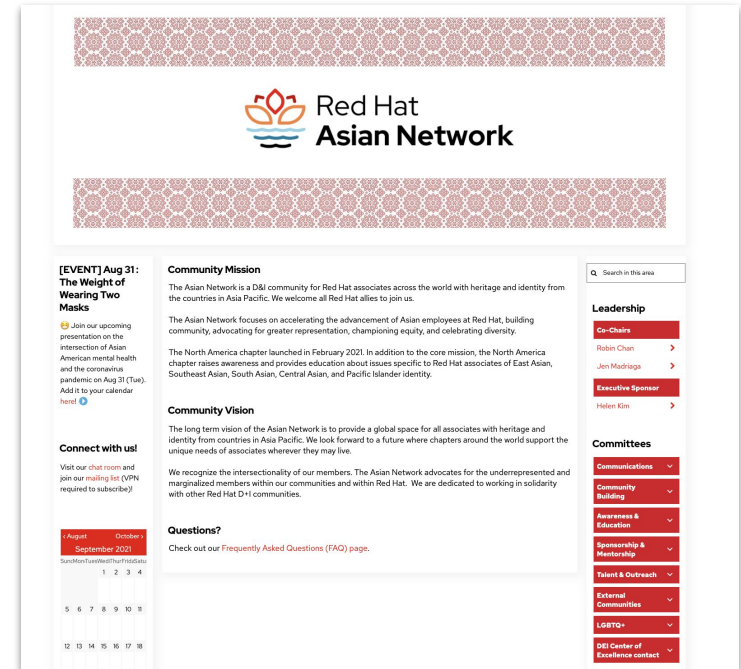 Red Hat
Asian Network
[EVENT] Aug 31:
The Weight of
Wearing Two
Masks
😷 Join our upcoming
presentation on the
intersection of Asian
American mental health
and the coronavirus
pandemic on Aug 31 (Tue).
Add it to your calendar
here!
Connect with us!
Visit our chat room and
join our mailing list (VPN
required to subscribe)!
‹ August October ›
September 2021
SundMonTuesWedThurFridaSatu
1 2 3 4
5 6 7 8 9 10 11
12 13 14 15 16 17 18
Community Mission
The Asian Network is a D&I community for Red Hat associates across the world with heritage and identity from
the countries in Asia Pacific. We welcome all Red Hat allies to join us.
The Asian Network focuses on accelerating the advancement of Asian employees at Red Hat, building
community, advocating for greater representation, championing equity, and celebrating diversity.
The North America chapter launched in February 2021. In addition to the core mission, the North America
chapter raises awareness and provides education about issues specific to Red Hat associates of East Asian,
Southeast Asian, South Asian, Central Asian, and Pacific Islander identity.
Community Vision
The long term vision of the Asian Network is to provide a global space for all associates with heritage and
identity from countries in Asia Pacific. We look forward to a future where chapters around the world support the
unique needs of associates wherever they may live.
We recognize the intersectionality of our members. The Asian Network advocates for the underrepresented and
marginalized members within our communities and within Red Hat.  We are dedicated to working in solidarity
with other Red Hat D+I communities.
Questions?
Check out our Frequently Asked Questions (FAQ) page.
Search in this area
Leadership
Co-Chairs
Robin Chan
Jen Madriaga
Executive Sponsor
Helen Kim
Committees
Communications
Community
Building
Awareness &
Education
Sponsorship &
Mentorship
Talent & Outreach
External
Communities
LGBTQ+
DEI Center of
Excellence contact